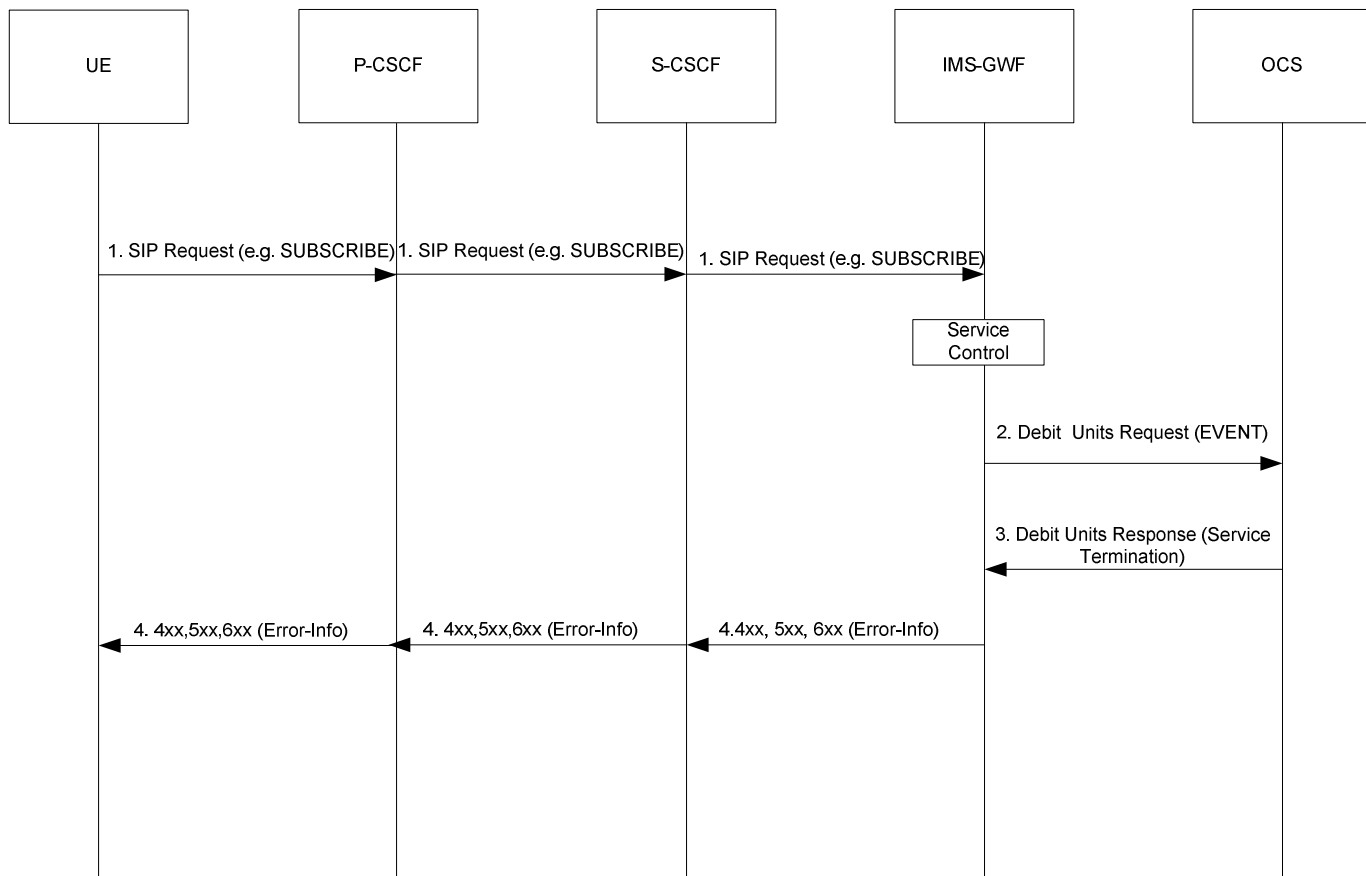 UE
P-CSCF
S-CSCF
IMS-GWF
OCS
1. SIP Request (e.g. SUBSCRIBE)
1. SIP Request (e.g. SUBSCRIBE)
1. SIP Request (e.g. SUBSCRIBE)
Service
Control
2. Debit Units Request (EVENT)
3. Debit Units Response (Service
Termination)
4. 4xx,5xx,6xx (Error-Info)
4. 4xx,5xx,6xx (Error-Info)
4.4xx, 5xx, 6xx (Error-Info)